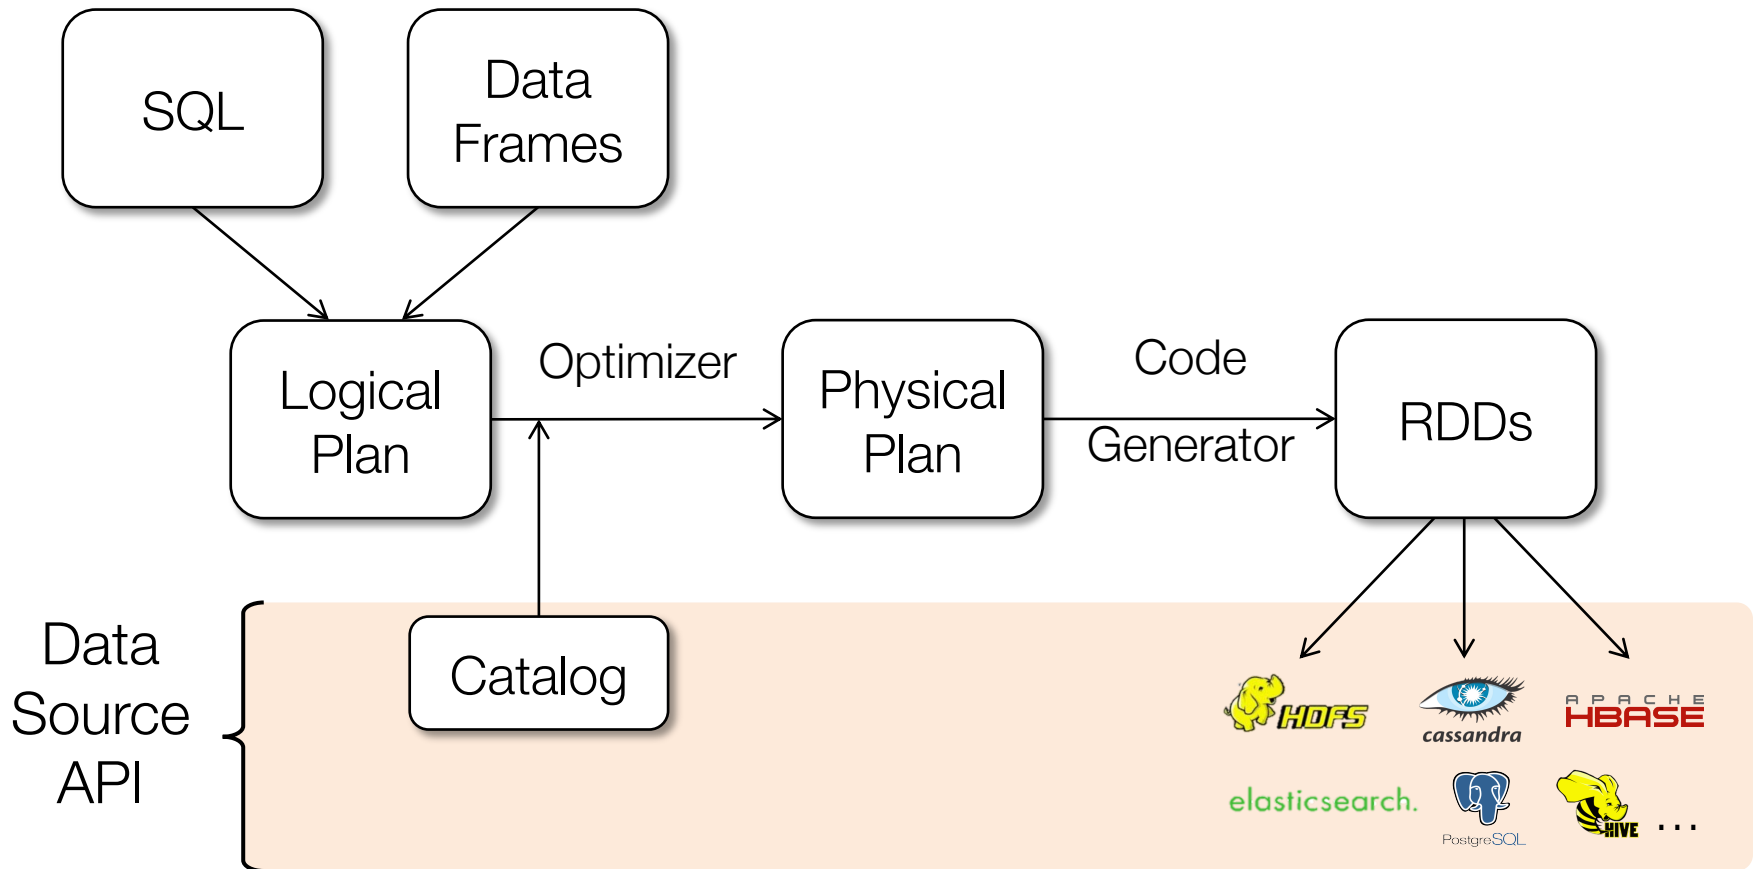 SQL
Data
Frames
Logical
Plan
Optimizer
Physical
Plan
Code
Generator
RDDs
Data
Source
API
Catalog
HDFS
cassandra
APACHE
HBASE
elasticsearch.
PostgreSQL
HIVE
...